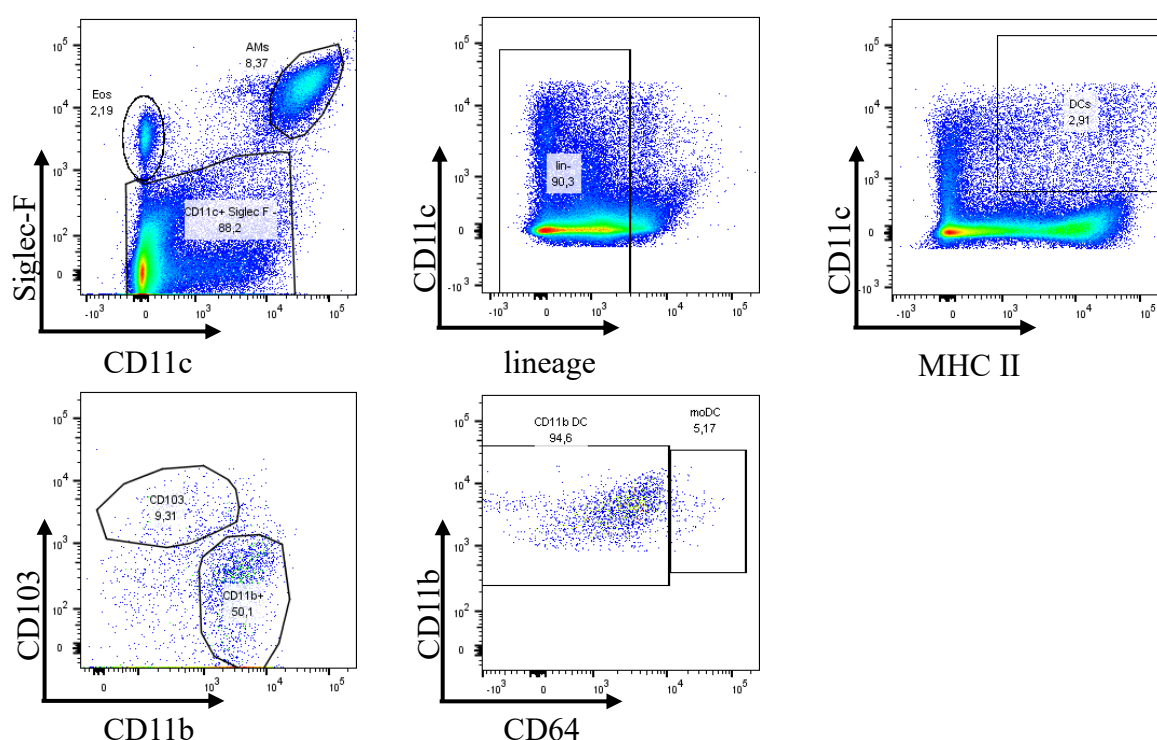 10⁵
10⁴
10³
10²
0
Siglec-F
AMs
8,37
Eos
2,19
CD11c+ Siglec F -
88,2
-10³ 0 10³ 10⁴ 10⁵
CD11c
10⁵
10⁴
10³
0
-10³
CD11c
lin-
90,3
0 10³ 10⁴ 10⁵
lineage
10⁵
10⁴
10³
0
-10³
CD11c
DCs
2,91
-10³ 0 10³ 10⁴ 10⁵
MHC II
10⁵
10⁴
10³
10²
0
CD103
CD103
9,31
CD11b+
50,1
0 10³ 10⁴ 10⁵
CD11b
10⁵
10⁴
10³
10²
0
CD11b
CD11b DC
94,6
moDC
5,17
-10³ 0 10³ 10⁴ 10⁵
CD64